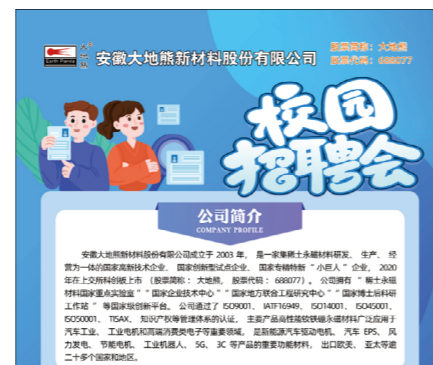 Earth Panda
大地熊
安徽大地熊新材料股份有限公司
股票简称：大地熊
股票代码：688077
校园
招聘会
公司简介
COMPANY PROFILE
安徽大地熊新材料股份有限公司成立于 2003 年， 是一家集稀土永磁材料研发、 生产、 经
营为一体的国家高新技术企业、 国家创新型试点企业、 国家专精特新 “ 小巨人 ” 企业， 2020
年在上交所科创板上市 （股票简称： 大地熊， 股票代码： 688077）。 公司拥有 “ 稀土永磁
材料国家重点实验室 ” “ 国家企业技术中心 ” “ 国家地方联合工程研究中心 ” “ 国家博士后科研
工作站 ” 等国家级创新平台。 公司通过了 ISO9001、 IATF16949、 ISO14001、 ISO45001、
ISO50001、 TISAX、 知识产权等管理体系的认证， 主要产品高性能钕铁硼永磁材料广泛应用于
汽车工业、 工业电机和高端消费类电子等重要领域， 是新能源汽车驱动电机、 汽车 EPS、 风
力发电、 节能电机、 工业机器人、 5G、 3C 等产品的重要功能材料， 出口欧美、 亚太等逾
二十多个国家和地区。